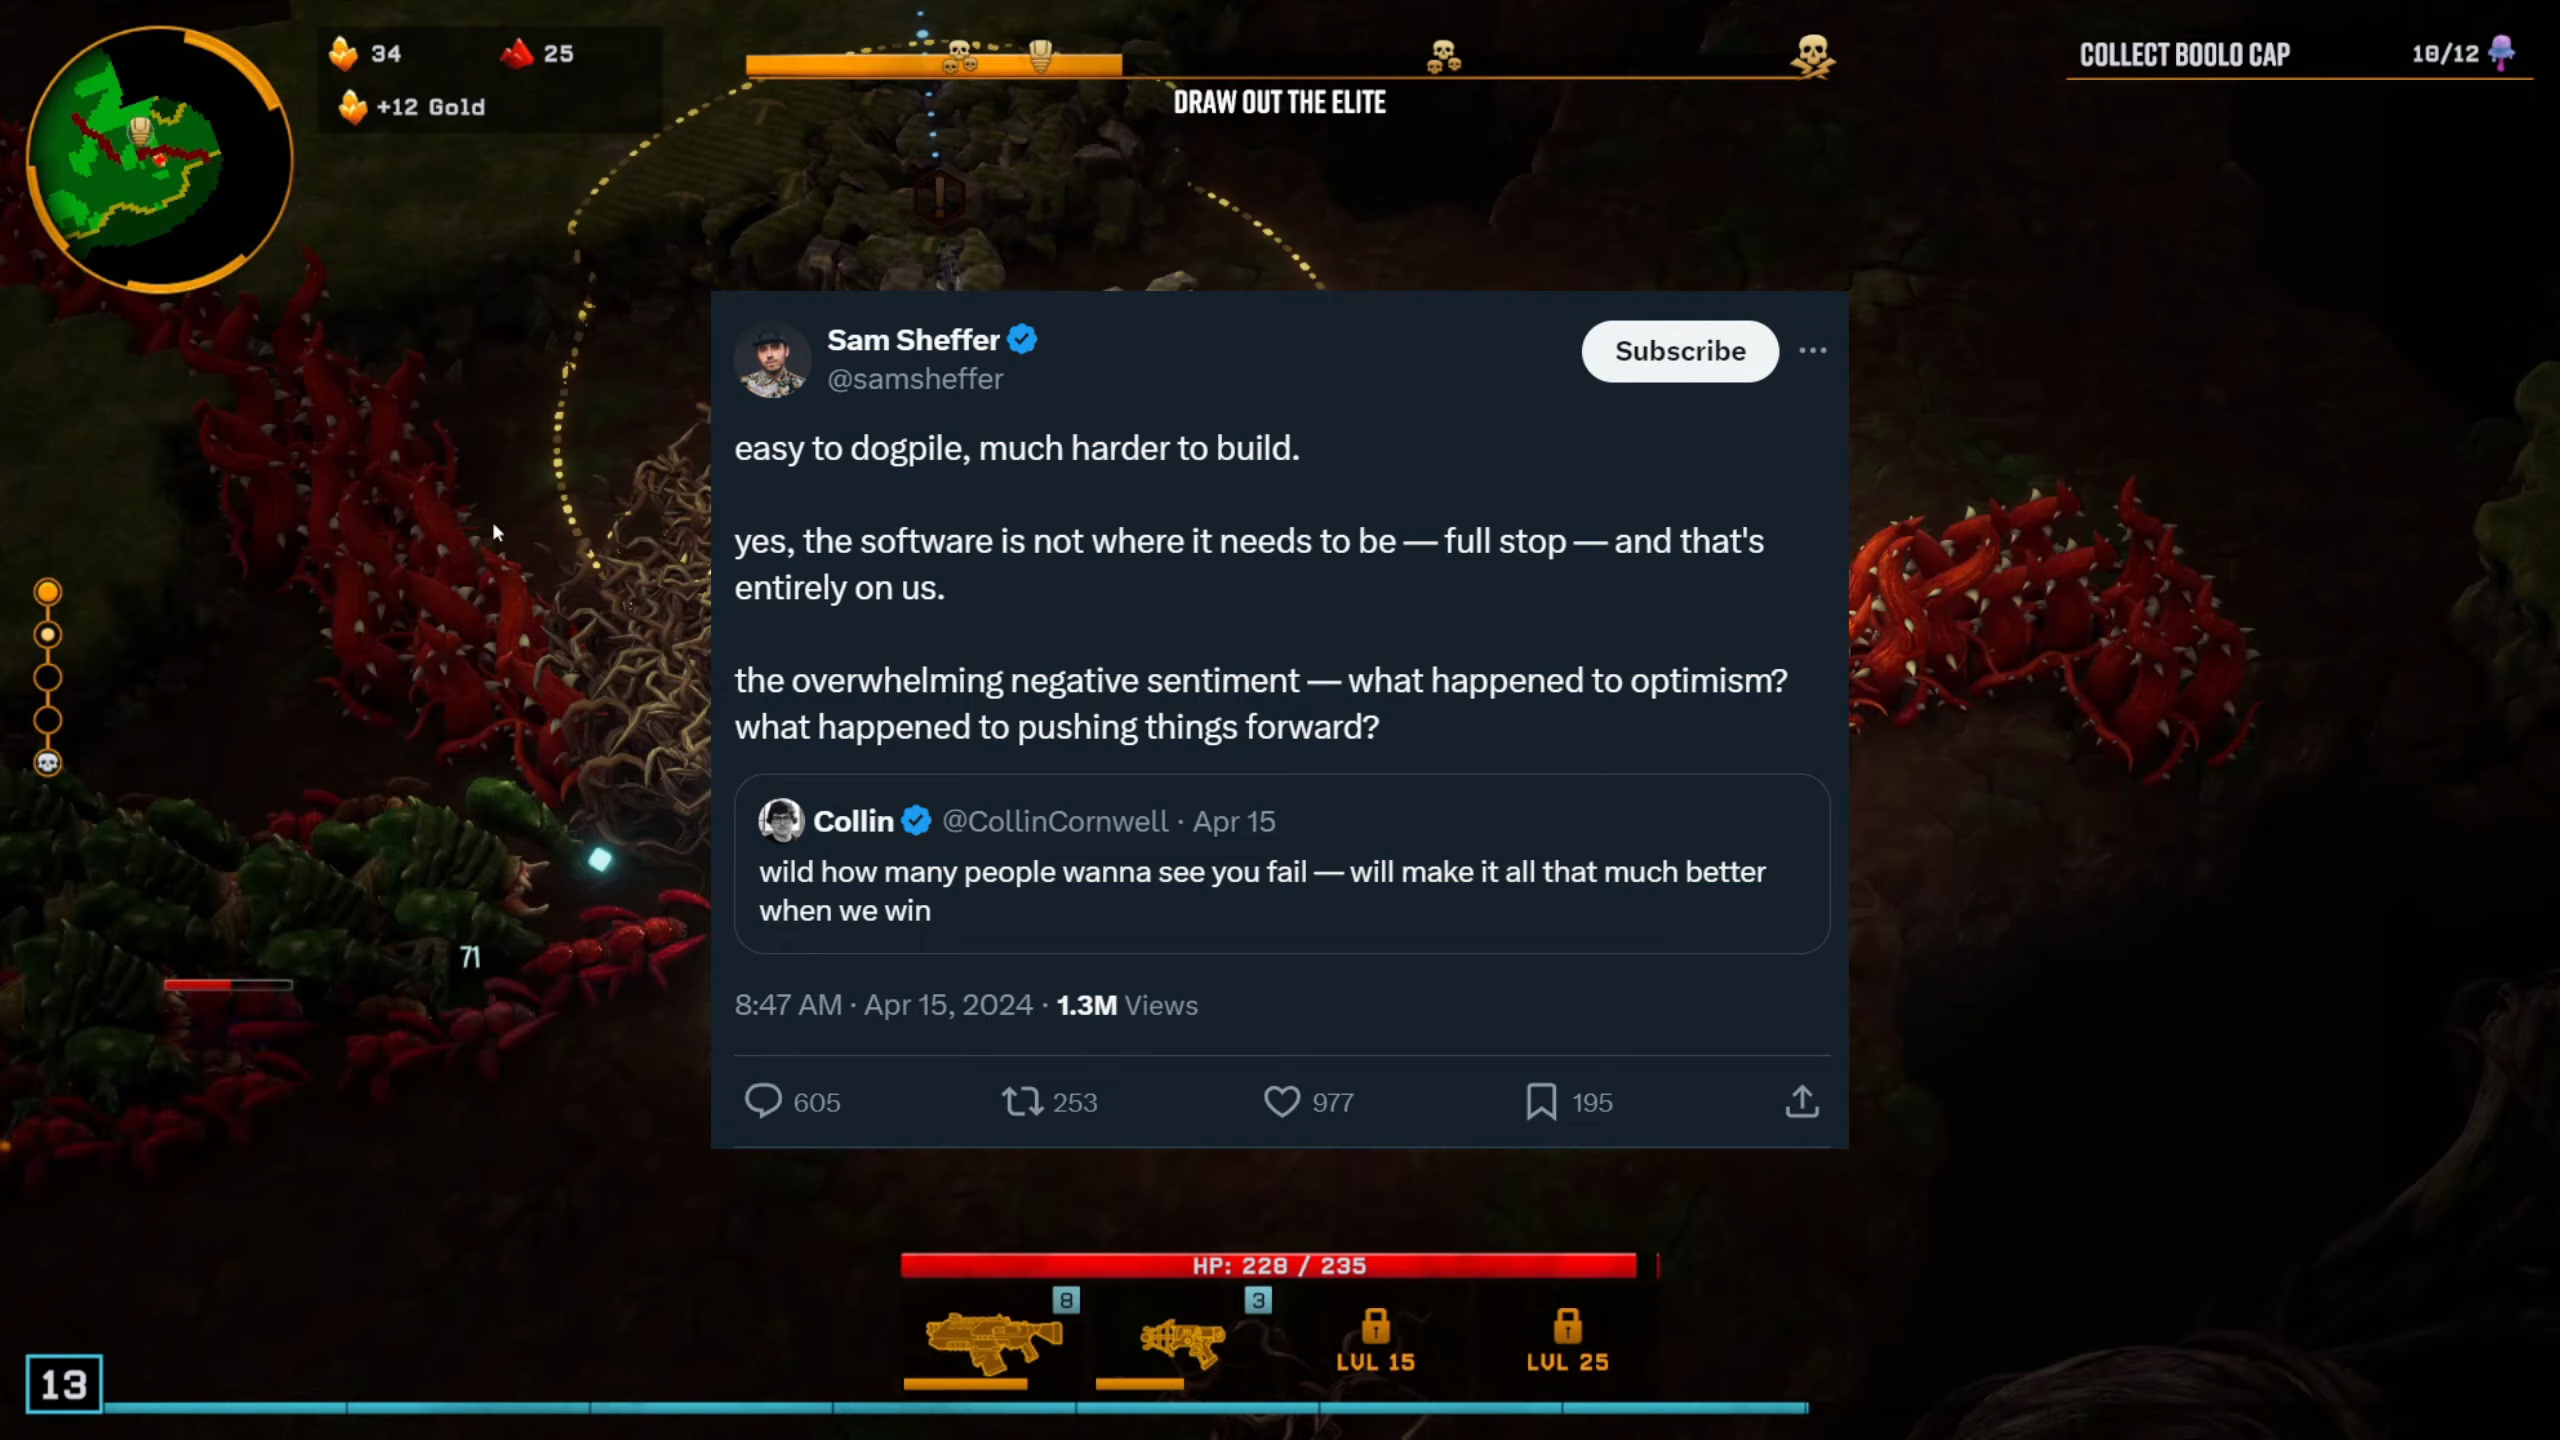 34
25
+12 Gold
DRAW OUT THE ELITE
COLLECT BOOLO CAP
10/12
Sam Sheffer
@samsheffer
Subscribe
easy to dogpile, much harder to build.
yes, the software is not where it needs to be — full stop — and that's
entirely on us.
the overwhelming negative sentiment — what happened to optimism?
what happened to pushing things forward?
Collin @CollinCornwell · Apr 15
wild how many people wanna see you fail — will make it all that much better
when we win
8:47 AM · Apr 15, 2024 · 1.3M Views
605
253
977
195
71
HP: 228 / 235
8
3
LVL 15
LVL 25
13